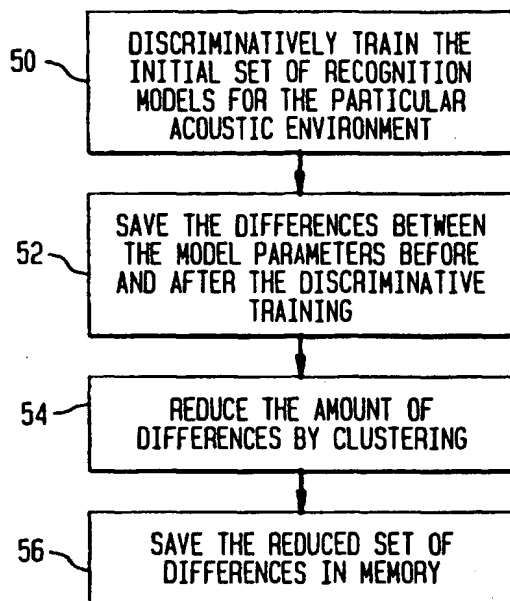 50
DISCRIMINATIVELY TRAIN THE
INITIAL SET OF RECOGNITION
MODELS FOR THE PARTICULAR
ACOUSTIC ENVIRONMENT
52
SAVE THE DIFFERENCES BETWEEN
THE MODEL PARAMETERS BEFORE
AND AFTER THE DISCRIMINATIVE
TRAINING
54
REDUCE THE AMOUNT OF
DIFFERENCES BY CLUSTERING
56
SAVE THE REDUCED SET OF
DIFFERENCES IN MEMORY